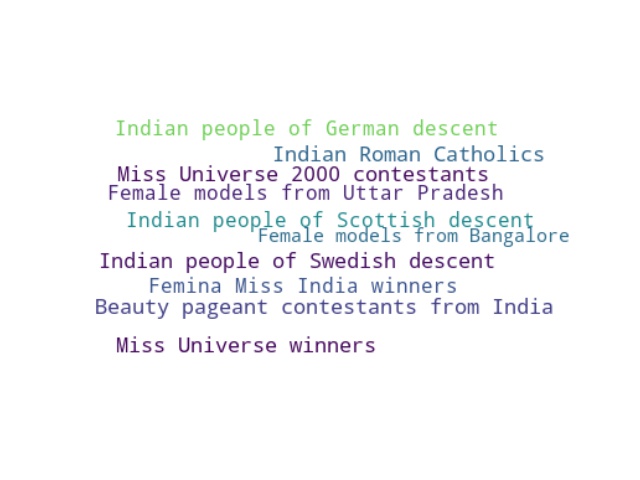 Indian people of German descent
Indian Roman Catholics
Miss Universe 2000 contestants
Female models from Uttar Pradesh
Indian people of Scottish descent
Female models from Bangalore
Indian people of Swedish descent
Femina Miss India winners
Beauty pageant contestants from India
Miss Universe winners